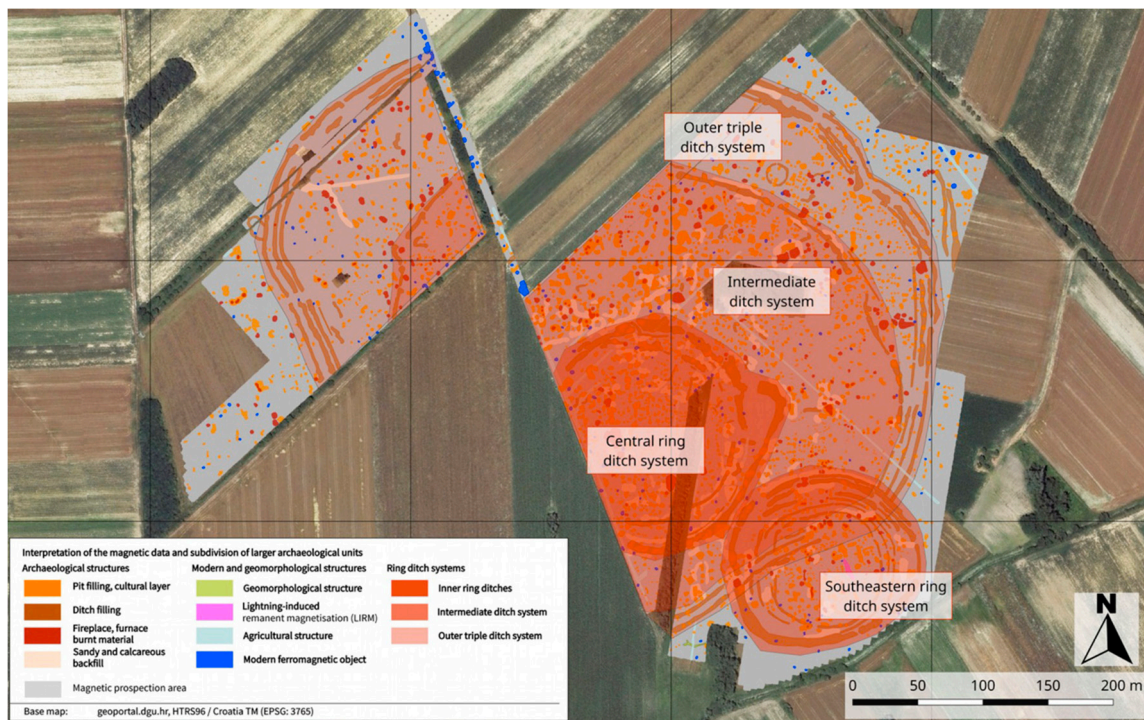 Outer triple
ditch system
Intermediate
ditch system
Central ring
ditch system
Southeastern ring
ditch system
Interpretation of the magnetic data and subdivision of larger archaeological units
Archaeological structures
Pit filling, cultural layer
Ditch filling
Fireplace, furnace
burnt material
Sandy and calcareous
backfill
Magnetic prospection area
Modern and geomorphological structures
Geomorphological structure
Lightning-induced
remanent magnetisation (LIRM)
Agricultural structure
Modern ferromagnetic object
Ring ditch systems
Inner ring ditches
Intermediate ditch system
Outer triple ditch system
Base map: geoportal.dgu.hr, HTRS96 / Croatia TM (EPSG: 3765)
N
0 50 100 150 200 m